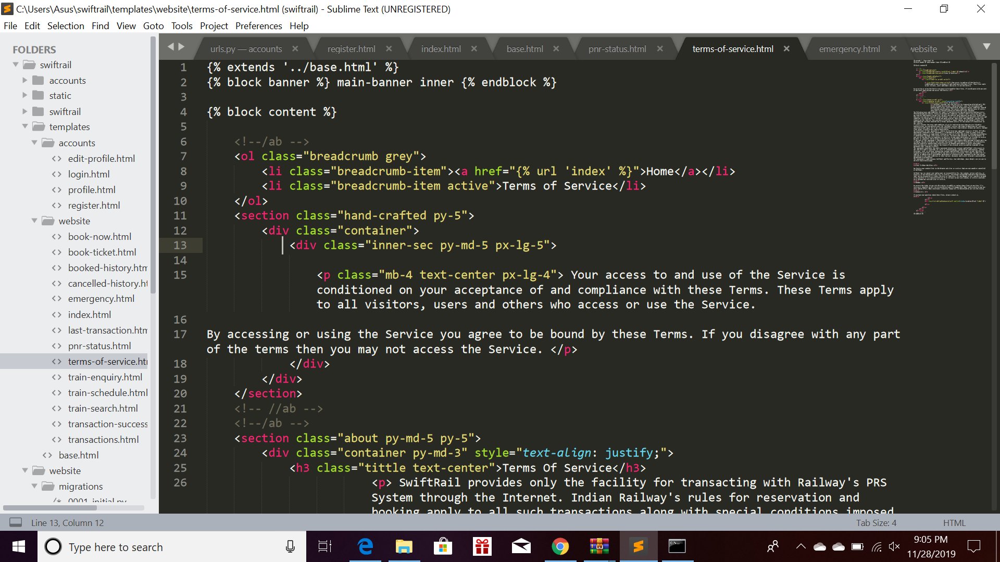 C:\Users\Asus\swiftrail\templates\website\terms-of-service.html (swiftrail) - Sublime Text (UNREGISTERED)
File Edit Selection Find View Goto Tools Project Preferences Help
FOLDERS
swiftrail
accounts
static
swiftrail
templates
accounts
edit-profile.html
login.html
profile.html
register.html
website
book-now.html
book-ticket.html
booked-history.htm
cancelled-history.ht
emergency.html
index.html
last-transaction.htm
pnr-status.html
terms-of-service.htm
train-enquiry.html
train-schedule.html
train-search.html
transaction-success
transactions.html
base.html
website
migrations
/* 0001_initial.py
urls.py — accounts × register.html × index.html × base.html × pnr-status.html × terms-of-service.html × emergency.html × website ×
1 {% extends '../base.html' %}
2 {% block banner %} main-banner inner {% endblock %}
3
4 {% block content %}
5
6 <!--/ab -->
7 <ol class="breadcrumb grey">
8 <li class="breadcrumb-item"><a href="{% url 'index' %}">Home</a></li>
9 <li class="breadcrumb-item active">Terms of Service</li>
10 </ol>
11 <section class="hand-crafted py-5">
12 <div class="container">
13 <div class="inner-sec py-md-5 px-lg-5">
14
15 <p class="mb-4 text-center px-lg-4"> Your access to and use of the Service is
conditioned on your acceptance of and compliance with these Terms. These Terms apply
to all visitors, users and others who access or use the Service.
16
17 By accessing or using the Service you agree to be bound by these Terms. If you disagree with any part
of the terms then you may not access the Service. </p>
18 </div>
19 </div>
20 </section>
21 <!-- //ab -->
22 <!--/ab -->
23 <section class="about py-md-5 py-5">
24 <div class="container py-md-3" style="text-align: justify;">
25 <h3 class="tittle text-center">Terms Of Service</h3>
26 <p> SwiftRail provides only the facility for transacting with Railway's PRS
System through the Internet. Indian Railway's rules for reservation and
booking apply to all such transactions along with special conditions imposed
Line 13, Column 12
Tab Size: 4 HTML
Type here to search
9:05 PM
11/28/2019